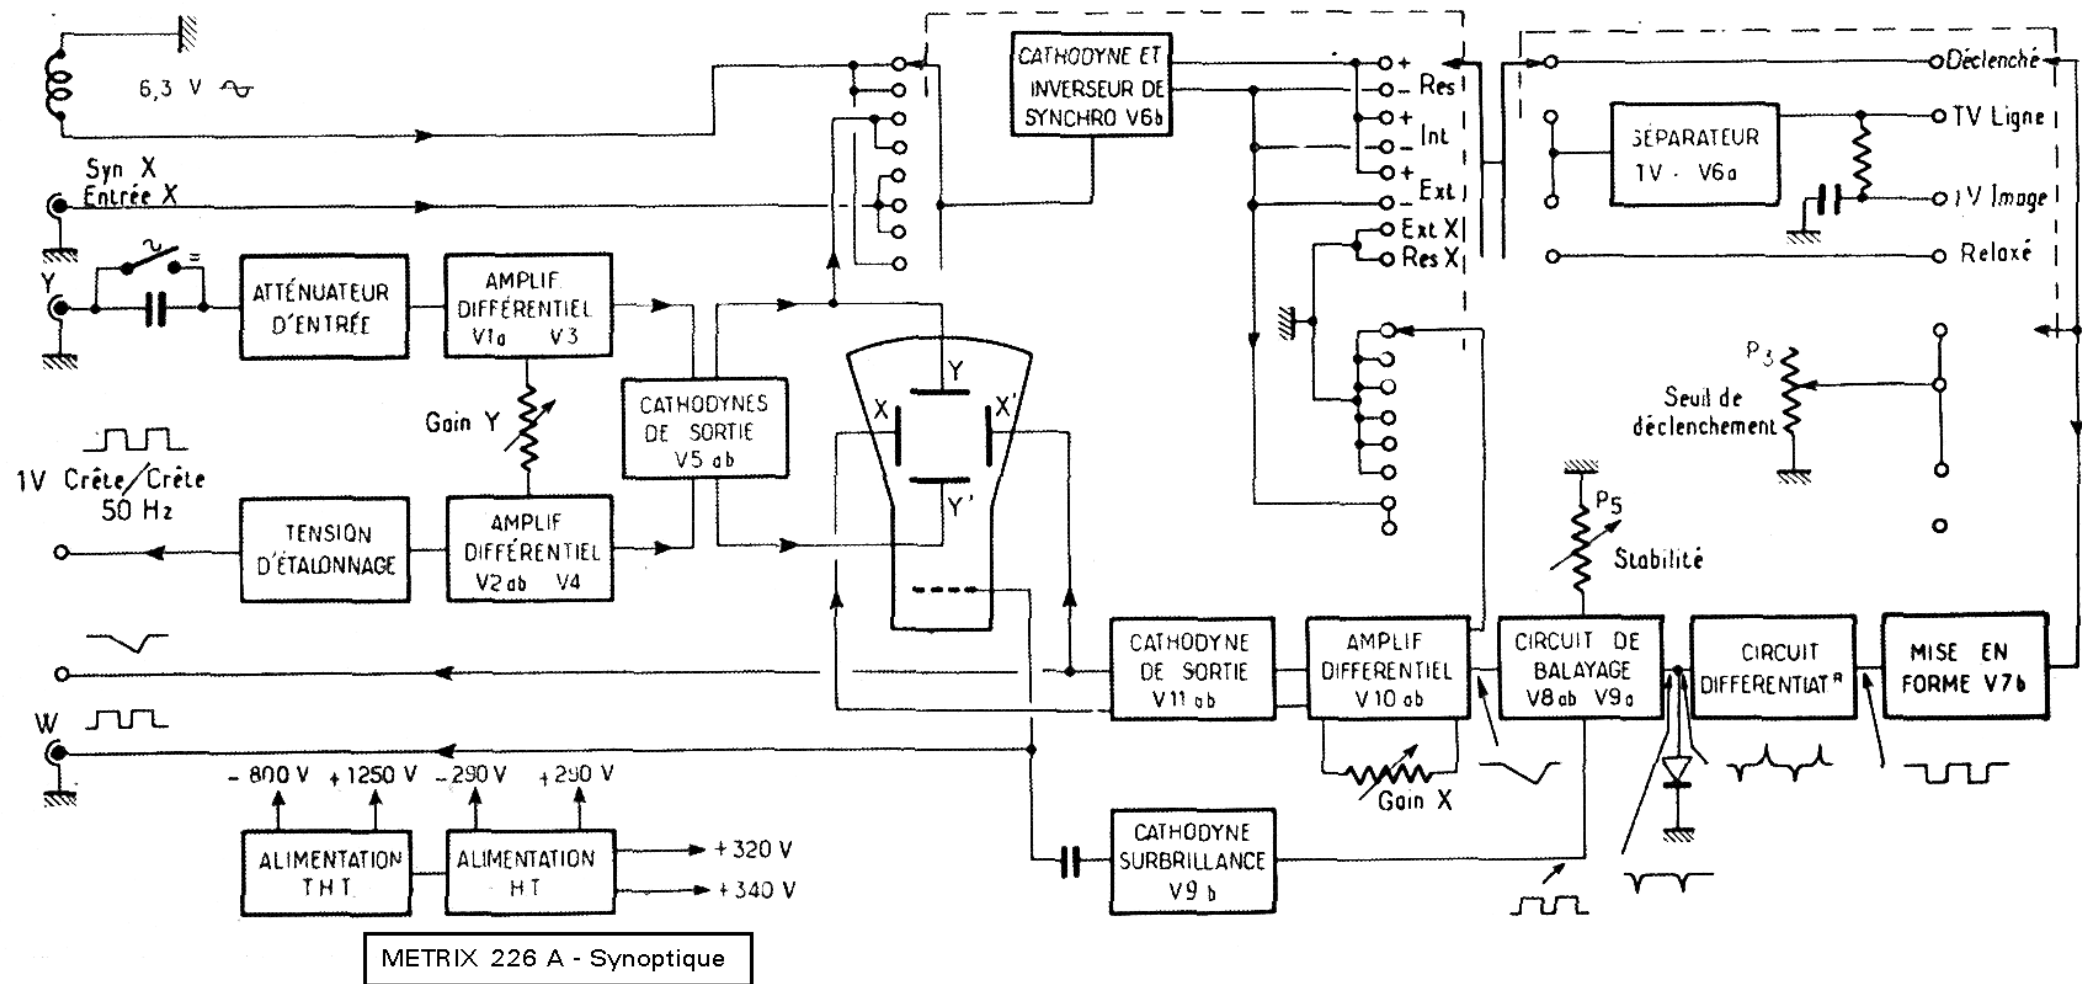 6,3 V
Syn X
Entrée X
Y
ATTÉNUATEUR
D'ENTRÉE
AMPLIF.
DIFFÉRENTIEL
V1a V3
Gain Y
CATHODYNES
DE SORTIE
V5 ab
1V Crête/Crête
50 Hz
TENSION
D'ÉTALONNAGE
AMPLIF
DIFFÉRENTIEL
V2 ab V4
W
- 800 V
+ 1250 V
- 290 V
+ 290 V
ALIMENTATION
T H T
ALIMENTATION
H T
+ 320 V
+ 340 V
METRIX 226 A - Synoptique
Y
X
X'
Y'
CATHODYNE ET
INVERSEUR DE
SYNCHRO V6b
+
-
Res
+
-
Int
+
-
Ext
Ext X
Res X
Déclenché
SÉPARATEUR
TV - V6a
TV Ligne
TV Image
Relaxé
P3
Seuil de
déclenchement
P5
Stabilité
CATHODYNE
DE SORTIE
V11 ab
AMPLIF
DIFFERENTIEL
V10 ab
Gain X
CIRCUIT DE
BALAYAGE
V8 ab V9a
CIRCUIT
DIFFERENTIAT.R
MISE EN
FORME V7b
CATHODYNE
SURBRILLANCE
V9 b